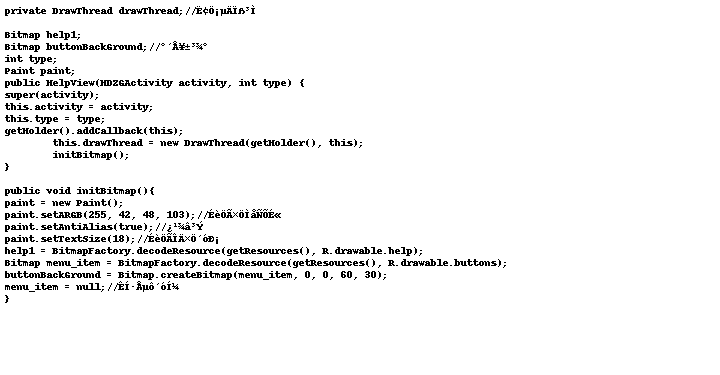 private DrawThread drawThread;//Ë¢Ö¡µÄÏß³Ì
Bitmap help1;
Bitmap buttonBackGround;//°´Å¥±³¾°
int type;
Paint paint;
public HelpView(HDZGActivity activity, int type) {
super(activity);
this.activity = activity;
this.type = type;
getHolder().addCallback(this);
this.drawThread = new DrawThread(getHolder(), this);
initBitmap();
}
public void initBitmap(){
paint = new Paint();
paint.setARGB(255, 42, 48, 103);//ÉèÖÃ×ÖÌåÑÕÉ«
paint.setAntiAlias(true);//¿¹¾â³Ý
paint.setTextSize(18);//ÉèÖÃÎÄ×Ö´óÐ¡
help1 = BitmapFactory.decodeResource(getResources(), R.drawable.help);
Bitmap menu_item = BitmapFactory.decodeResource(getResources(), R.drawable.buttons);
buttonBackGround = Bitmap.createBitmap(menu_item, 0, 0, 60, 30);
menu_item = null;//ÊÍ·Åµô´óÍ¼
}